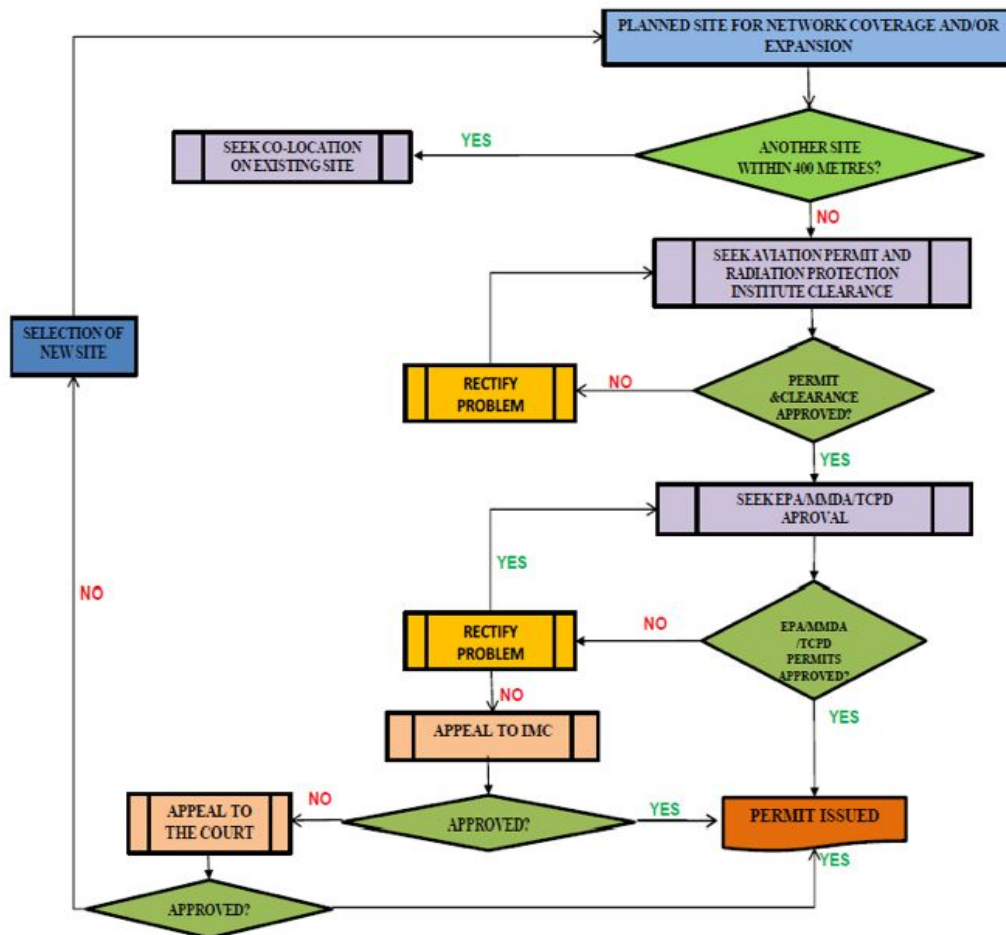 PLANNED SITE FOR NETWORK COVERAGE AND/OR
EXPANSION
YES
SEEK CO-LOCATION
ON EXISTING SITE
ANOTHER SITE
WITHIN 400 METRES?
NO
SEEK AVIATION PERMIT AND
RADIATION PROTECTION
INSTITUTE CLEARANCE
SELECTION OF
NEW SITE
RECTIFY
PROBLEM
NO
PERMIT
&CLEARANCE
APPROVED?
YES
SEEK EPA/MMDA/TCPD
APROVAL
YES
NO
RECTIFY
PROBLEM
NO
EPA/MMDA
/TCPD
PERMITS
APPROVED?
NO
YES
APPEAL TO IMC
NO
APPEAL TO
THE COURT
APPROVED?
YES
PERMIT ISSUED
YES
APPROVED?